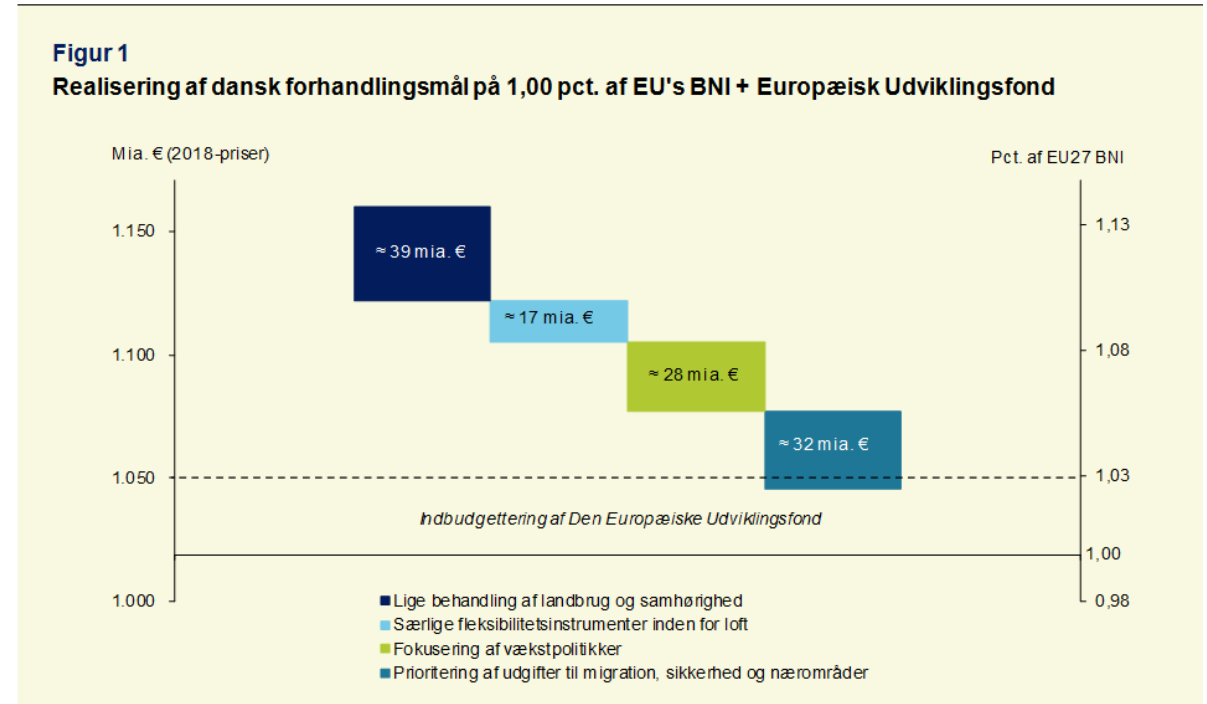 Figur 1
Realisering af dansk forhandlingsmål på 1,00 pct. af EU's BNI + Europæisk Udviklingsfond
Mia. € (2018-priser)
Pct. af EU27 BNI
1.150
1,13
≈ 39 mia. €
≈ 17 mia. €
1.100
1,08
≈ 28 mia. €
≈ 32 mia. €
1.050
1,03
Indbudgettering af Den Europæiske Udviklingsfond
1,00
1.000
0,98
Lige behandling af landbrug og samhørighed
Særlige fleksibilitetsinstrumenter inden for loft
Fokusering af vækstpolitikker
Prioritering af udgifter til migration, sikkerhed og nærområder